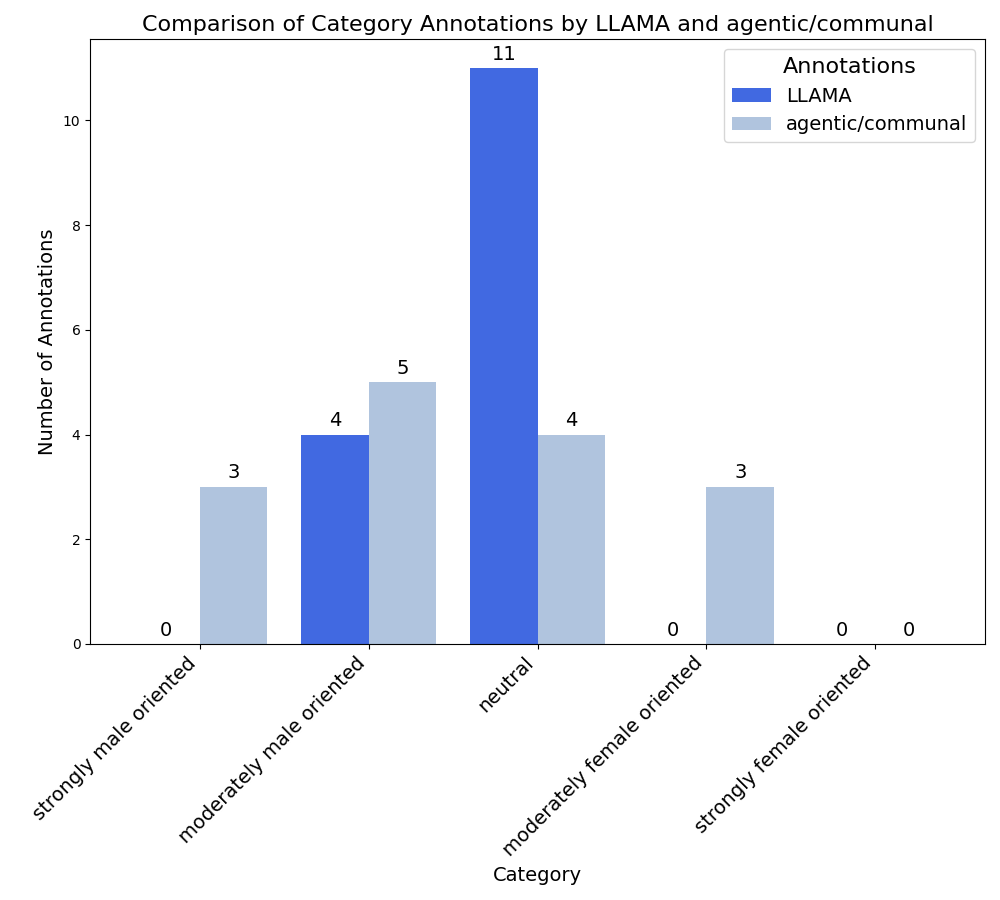 Comparison of Category Annotations by LLAMA and agentic/communal
Annotations
LLAMA
agentic/communal
Number of Annotations
10
8
6
4
2
0
0
3
4
5
11
4
0
3
0
0
strongly male oriented
moderately male oriented
neutral
moderately female oriented
strongly female oriented
Category